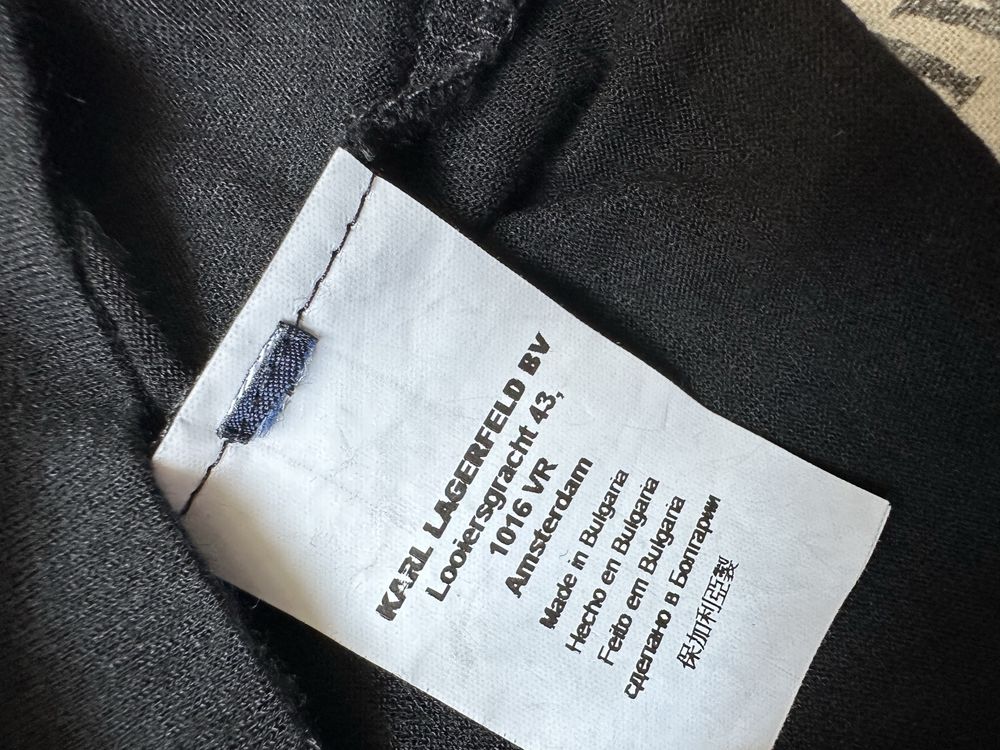 KARL LAGERFELD BV
Looiersgracht 43,
1016 VR
Amsterdam
Made in Bulgaria
Hecho en Bulgaria
Feito em Bulgaria
сделано в Болгарии
保加利亞製